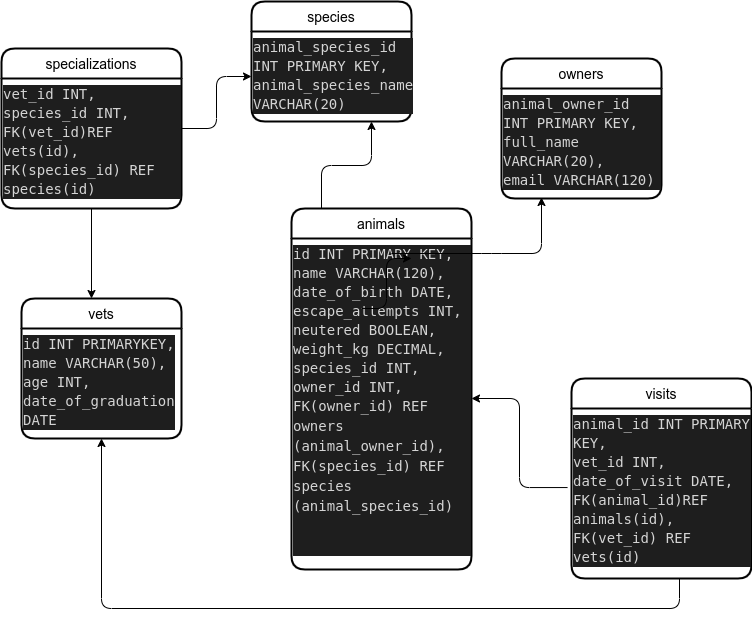 species
animal_species_id
INT PRIMARY KEY,
animal_species_name
VARCHAR(20)
specializations
vet_id INT,
species_id INT,
FK(vet_id)REF
vets(id),
FK(species_id) REF
species(id)
owners
animal_owner_id
INT PRIMARY KEY,
full_name
VARCHAR(20),
email VARCHAR(120)
animals
id INT PRIMARY KEY,
name VARCHAR(120),
date_of_birth DATE,
escape_attempts INT,
neutered BOOLEAN,
weight_kg DECIMAL,
species_id INT,
owner_id INT,
FK(owner_id) REF
owners
(animal_owner_id),
FK(species_id) REF
species
(animal_species_id)
vets
id INT PRIMARYKEY,
name VARCHAR(50),
age INT,
date_of_graduation
DATE
visits
animal_id INT PRIMARY
KEY,
vet_id INT,
date_of_visit DATE,
FK(animal_id)REF
animals(id),
FK(vet_id) REF
vets(id)